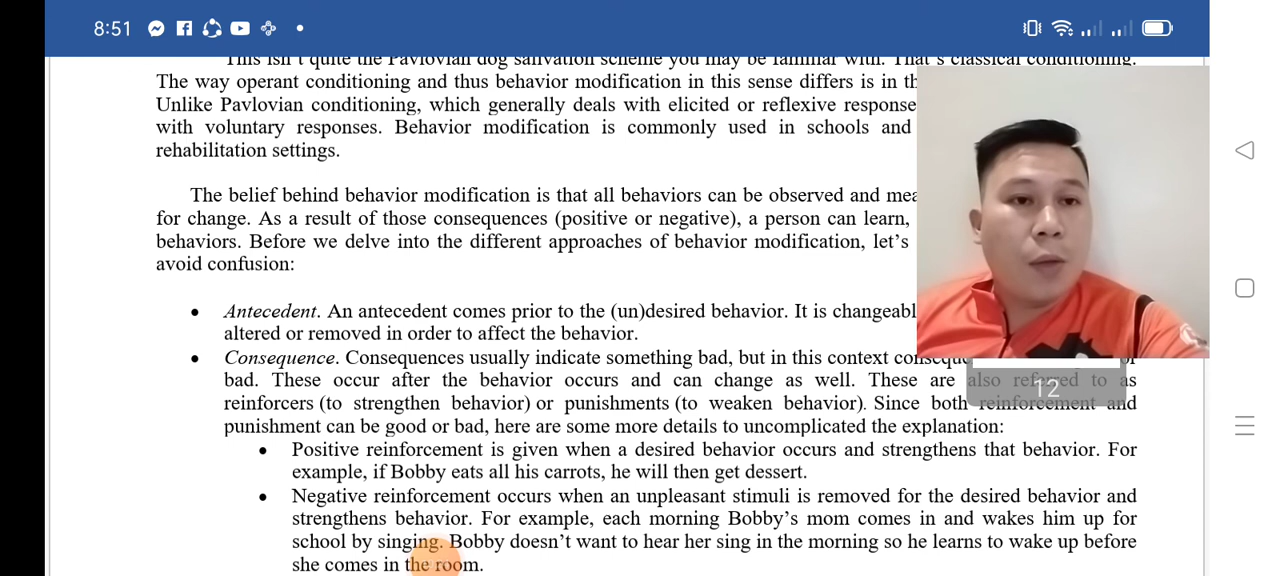 8:51
This isn't quite the Pavlovian dog salivation scheme you may be familiar with. That's classical conditioning.
The way operant conditioning and thus behavior modification in this sense differs is in
Unlike Pavlovian conditioning, which generally deals with elicited or reflexive
with voluntary responses. Behavior modification is commonly used in schools and
rehabilitation settings.
The belief behind behavior modification is that all behaviors can be observed and
for change. As a result of those consequences (positive or negative), a person can learn,
behaviors. Before we delve into the different approaches of behavior modification, let's
avoid confusion:
• Antecedent. An antecedent comes prior to the (un)desired behavior. It is
altered or removed in order to affect the behavior.
• Consequence. Consequences usually indicate something bad, but in this context
bad. These occur after the behavior occurs and can change as well. These are also referred to as
12
reinforcers (to strengthen behavior) or punishments (to weaken behavior). Since both reinforcement and
punishment can be good or bad, here are some more details to uncomplicated the explanation:
• Positive reinforcement is given when a desired behavior occurs and strengthens that behavior. For
example, if Bobby eats all his carrots, he will then get dessert.
• Negative reinforcement occurs when an unpleasant stimuli is removed for the desired behavior and
strengthens behavior. For example, each morning Bobby's mom comes in and wakes him up for
school by singing. Bobby doesn't want to hear her sing in the morning so he learns to wake up before
she comes in the room.